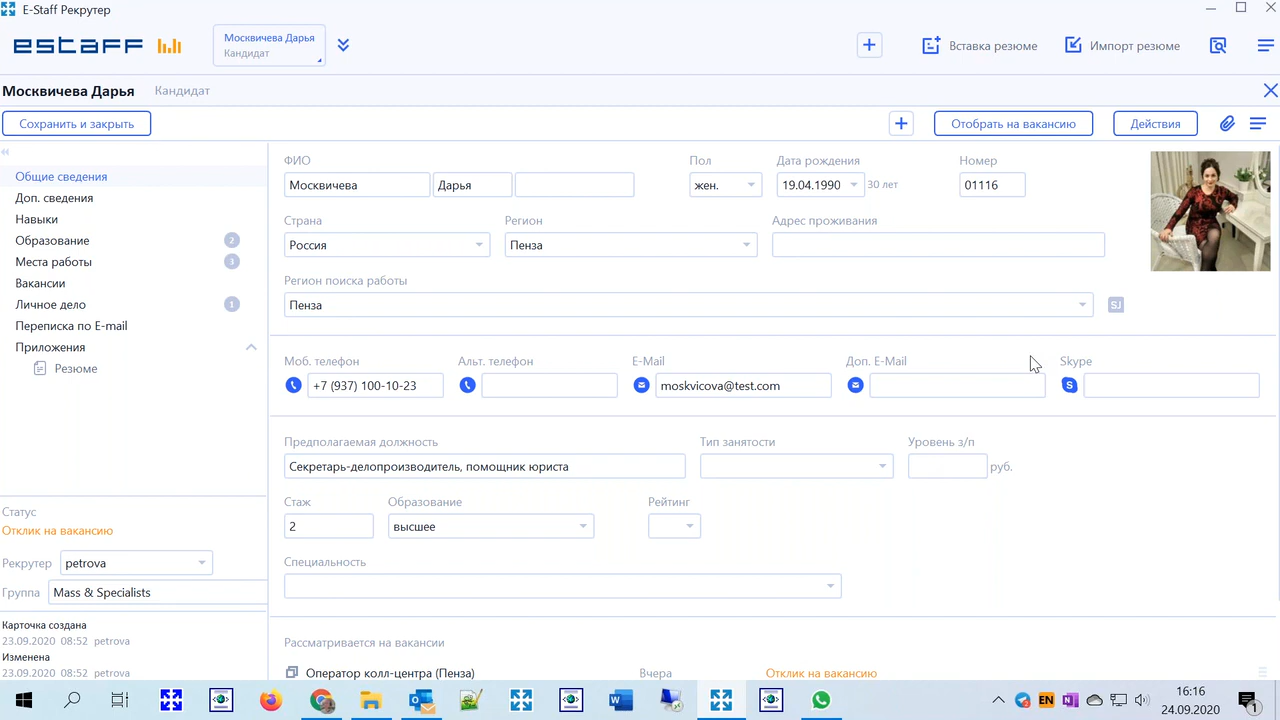 E-Staff Рекрутер
estaff
Москвичева Дарья
Кандидат
Вставка резюме
Импорт резюме
Москвичева Дарья Кандидат
Сохранить и закрыть
Отобрать на вакансию
Действия
Общие сведения
Доп. сведения
Навыки
Образование 2
Места работы 3
Вакансии
Личное дело 1
Переписка по E-mail
Приложения
Резюме
Статус
Отклик на вакансию
Рекрутер petrova
Группа Mass & Specialists
Карточка создана
23.09.2020 08:52 petrova
Изменена
23.09.2020 08:52 petrova
ФИО Пол Дата рождения Номер
Москвичева Дарья жен. 19.04.1990 30 лет 01116
Страна Регион Адрес проживания
Россия Пенза
Регион поиска работы
Пенза SJ
Моб. телефон Альт. телефон E-Mail Доп. E-Mail Skype
+7 (937) 100-10-23 moskvicova@test.com
Предполагаемая должность Тип занятости Уровень з/п
Секретарь-делопроизводитель, помощник юриста руб.
Стаж Образование Рейтинг
2 высшее
Специальность
Рассматривается на вакансии
Оператор колл-центра (Пенза) Вчера Отклик на вакансию
EN
16:16
24.09.2020
1